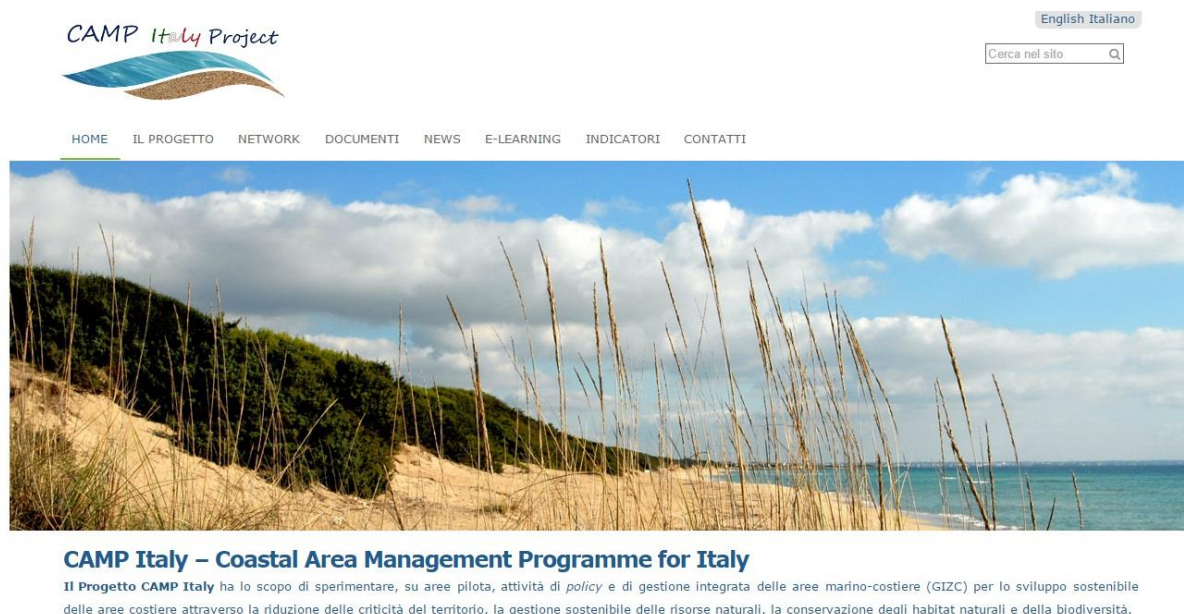 English Italiano
CAMP Italy Project
Cerca nel sito
HOME IL PROGETTO NETWORK DOCUMENTI NEWS E-LEARNING INDICATORI CONTATTI
CAMP Italy – Coastal Area Management Programme for Italy
Il Progetto CAMP Italy ha lo scopo di sperimentare, su aree pilota, attività di policy e di gestione integrata delle aree marino-costiere (GIZC) per lo sviluppo sostenibile
delle aree costiere attraverso la riduzione delle criticità del territorio, la gestione sostenibile delle risorse naturali, la conservazione degli habitat naturali e della biodiversità.